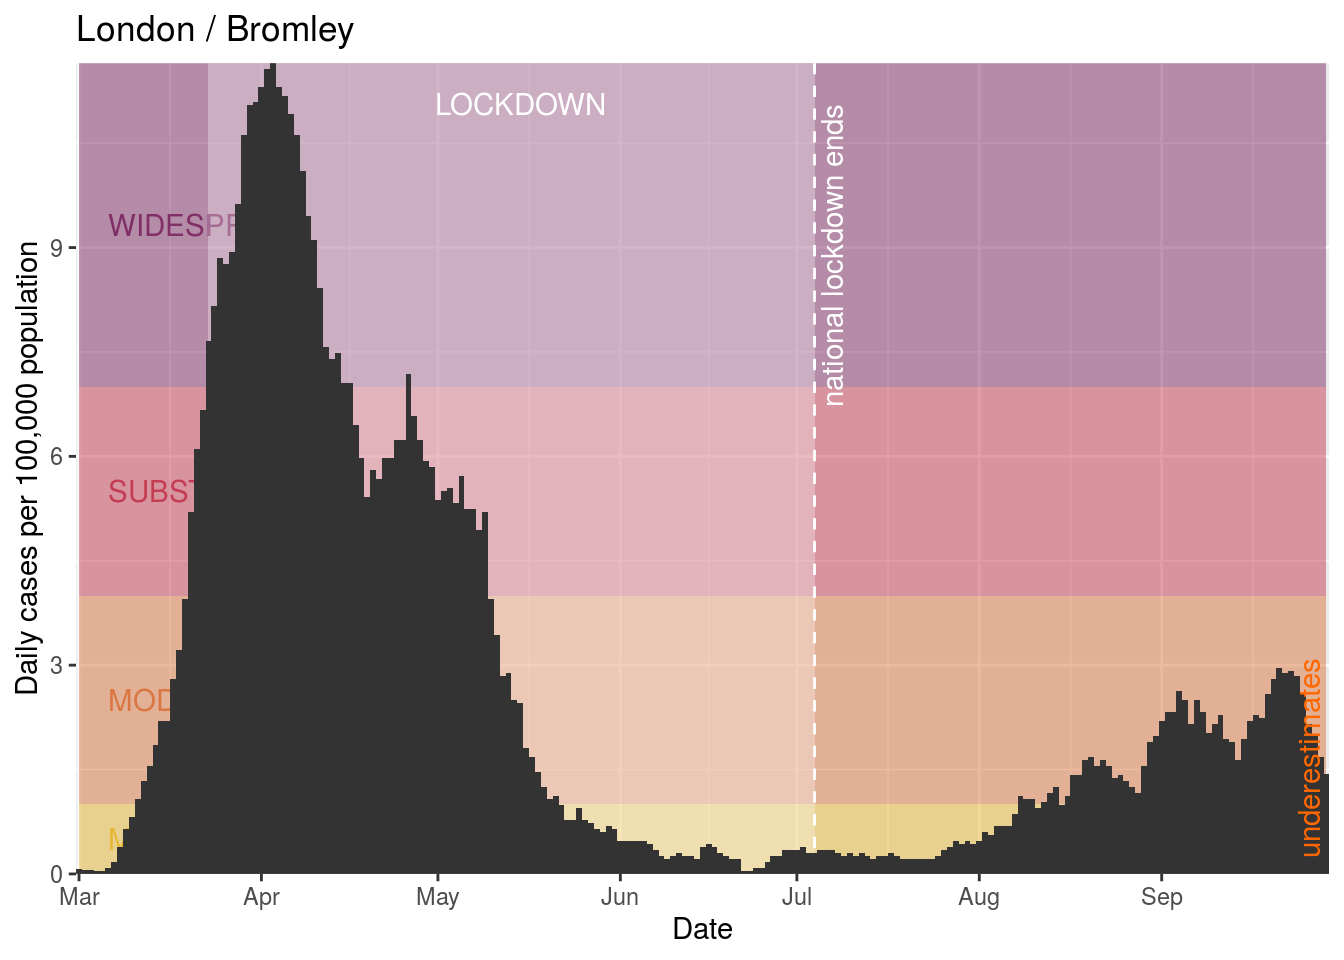 London / Bromley
LOCKDOWN
national lockdown ends
WIDESPR
SUBST
MOD
M
underestimates
Daily cases per 100,000 population
9
6
3
0
Mar Apr May Jun Jul Aug Sep
Date